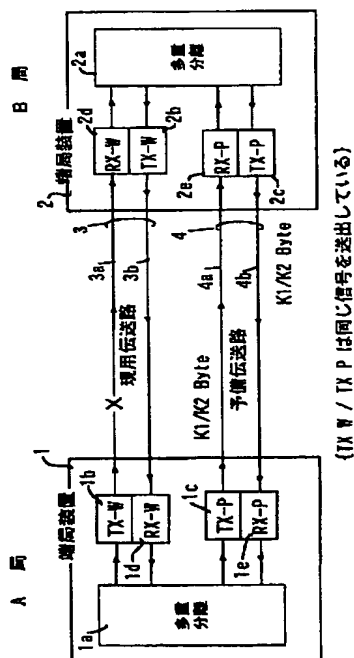 A 局
B 局
1
端局装置
1a
多重
分離
1b
TX-W
RX-W
1d
1c
TX-P
RX-P
1e
3
3a
3b
現用伝送路
K1/K2 Byte
4
4a
4b
予備伝送路
K1/K2 Byte
2
端局装置
2d
RX-W
TX-W
2b
2e
RX-P
TX-P
2c
2a
多重
分離
{TX W / TX P は同じ信号を送出している}